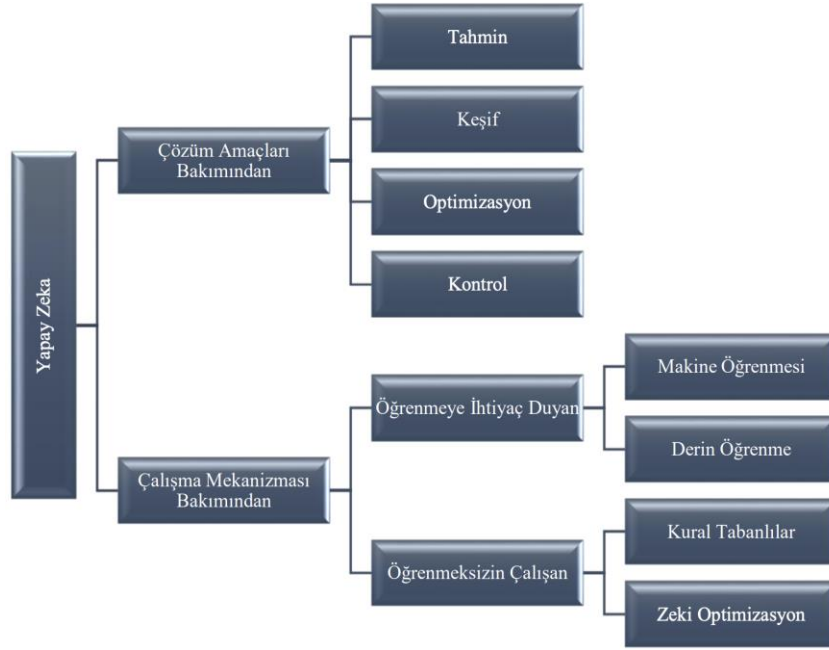 Yapay Zeka
Çözüm Amaçları
Bakımından
Tahmin
Keşif
Optimizasyon
Kontrol
Çalışma Mekanizması
Bakımından
Öğrenmeye İhtiyaç Duyan
Makine Öğrenmesi
Derin Öğrenme
Öğrenmeksizin Çalışan
Kural Tabanlılar
Zeki Optimizasyon